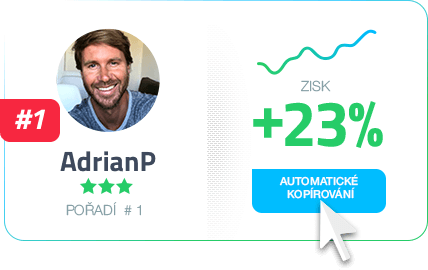 #1
AdrianP
POŘADÍ # 1
ZISK
+23%
AUTOMATICKÉ
KOPÍROVÁNÍ